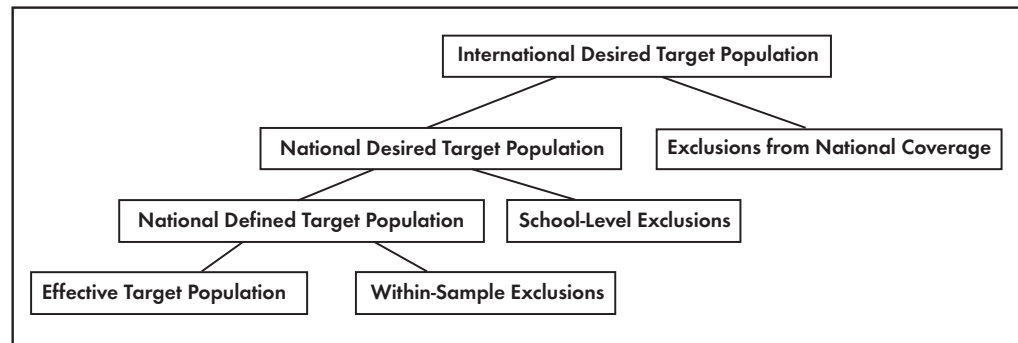 International Desired Target Population
National Desired Target Population
Exclusions from National Coverage
National Defined Target Population
School-Level Exclusions
Effective Target Population
Within-Sample Exclusions